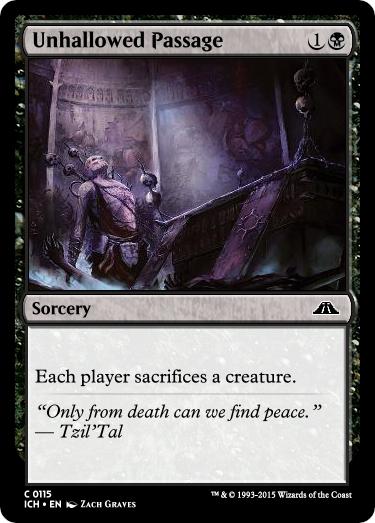 Unhallowed Passage 1
Sorcery
Each player sacrifices a creature.
“Only from death can we find peace.”
— Tzil’Tal
C 0115
ICH • EN Zach Graves ™ & © 1993-2015 Wizards of the Coast